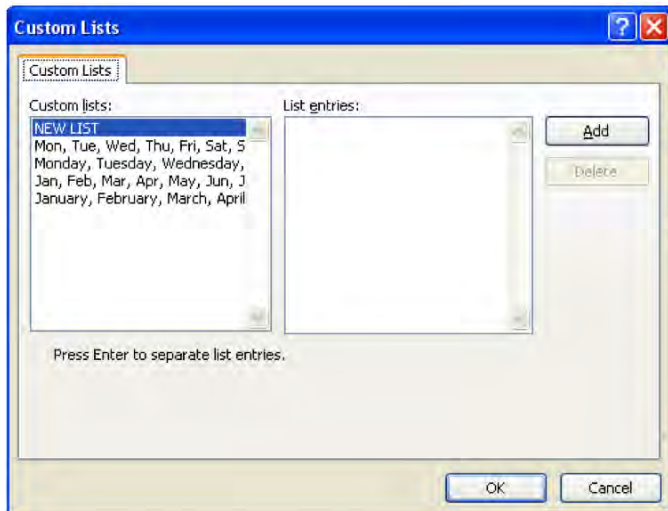 Custom Lists
Custom Lists
Custom lists:
List entries:
NEW LIST
Mon, Tue, Wed, Thu, Fri, Sat, S
Monday, Tuesday, Wednesday,
Jan, Feb, Mar, Apr, May, Jun, J
January, February, March, April
Add
Delete
Press Enter to separate list entries.
OK
Cancel